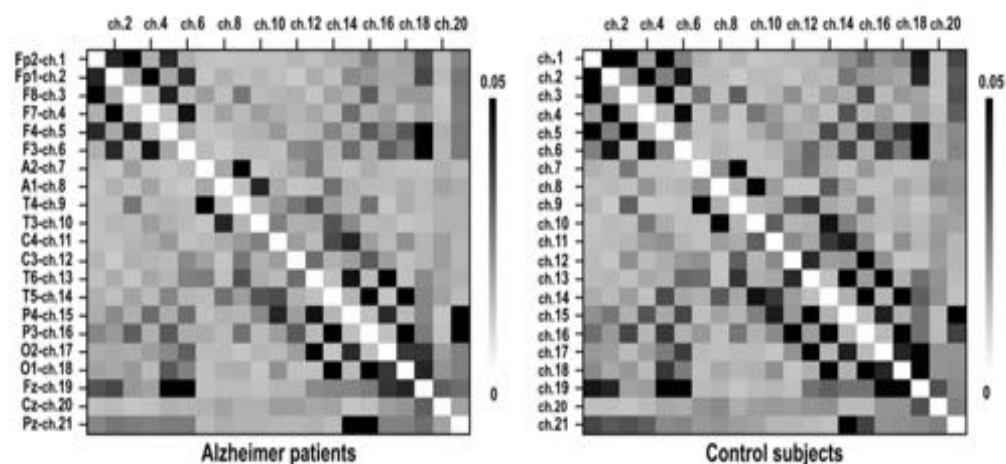 ch.2 ch.4 ch.6 ch.8 ch.10 ch.12 ch.14 ch.16 ch.18 ch.20
Fp2-ch.1
Fp1-ch.2
F8-ch.3
F7-ch.4
F4-ch.5
F3-ch.6
A2-ch.7
A1-ch.8
T4-ch.9
T3-ch.10
C4-ch.11
C3-ch.12
T6-ch.13
T5-ch.14
P4-ch.15
P3-ch.16
O2-ch.17
O1-ch.18
Fz-ch.19
Cz-ch.20
Pz-ch.21
0.05
0
Alzheimer patients
ch.2 ch.4 ch.6 ch.8 ch.10 ch.12 ch.14 ch.16 ch.18 ch.20
ch.1
ch.2
ch.3
ch.4
ch.5
ch.6
ch.7
ch.8
ch.9
ch.10
ch.11
ch.12
ch.13
ch.14
ch.15
ch.16
ch.17
ch.18
ch.19
ch.20
ch.21
0.05
0
Control subjects